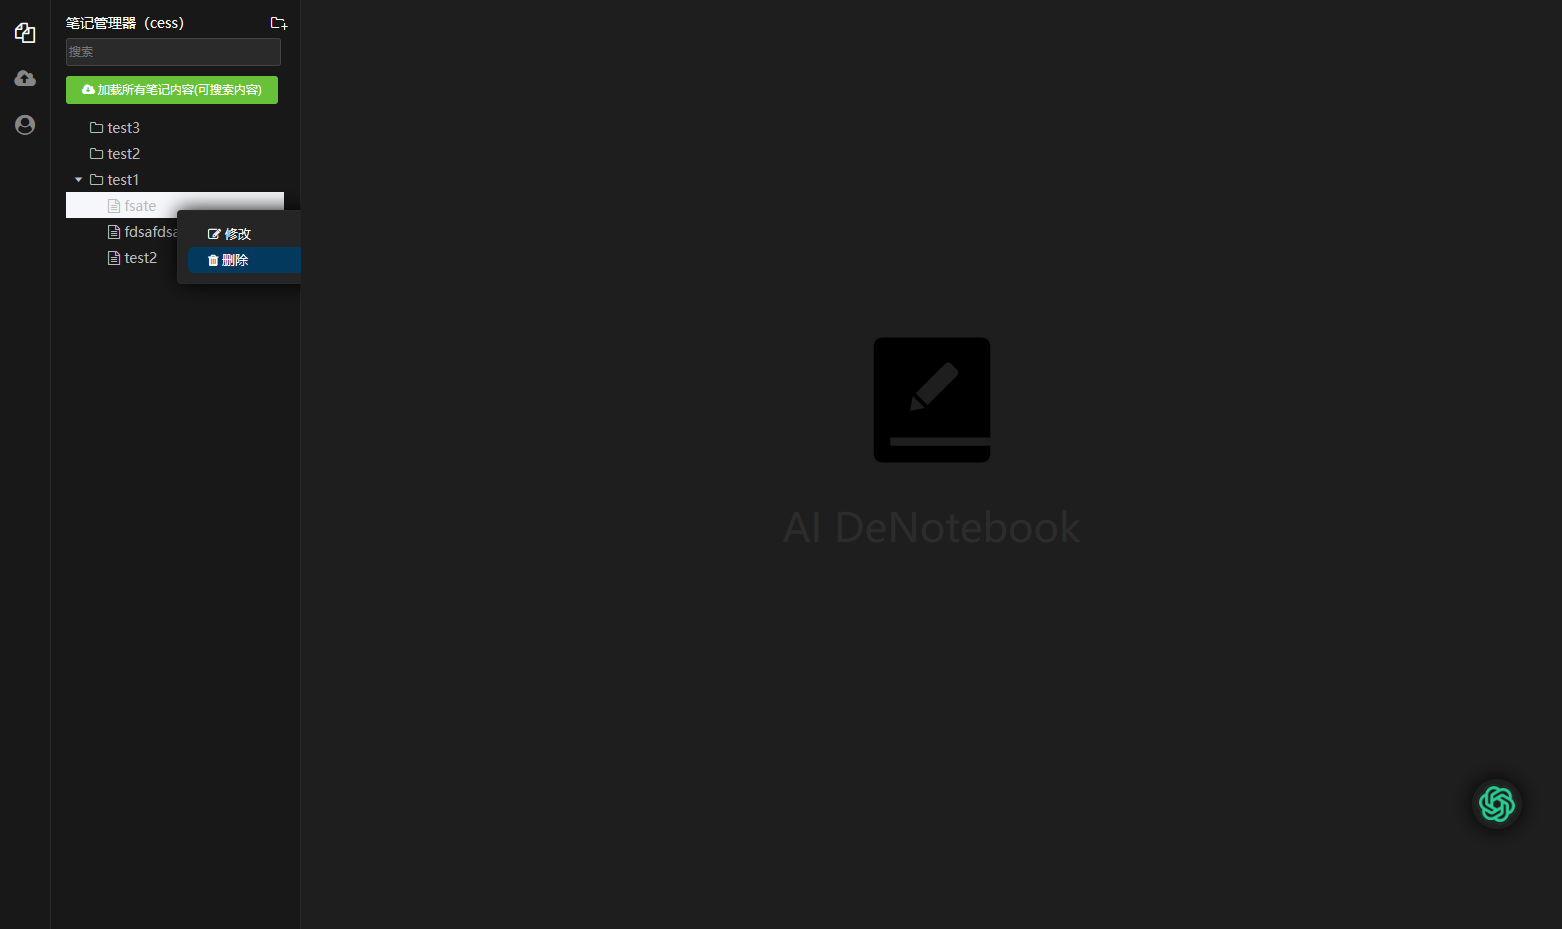 笔记管理器（cess）
搜索
加载所有笔记内容(可搜索内容)
test3
test2
test1
fsate
fdsafdsa
修改
test2
删除
AI DeNotebook